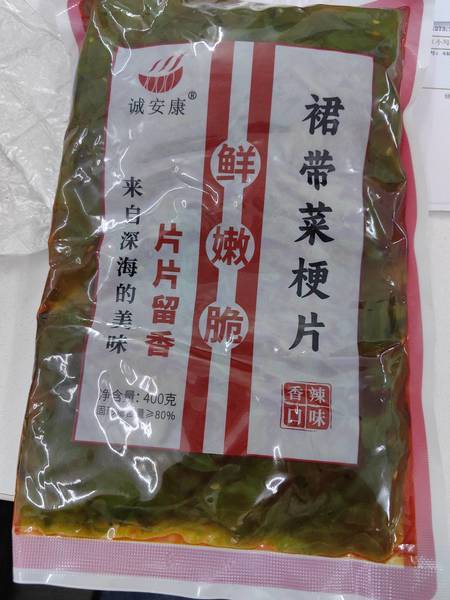 诚安康®
裙带菜梗片
鲜嫩脆
片片留香
来自深海的美味
香辣
口味
净含量:400克
固形物含量≥80%